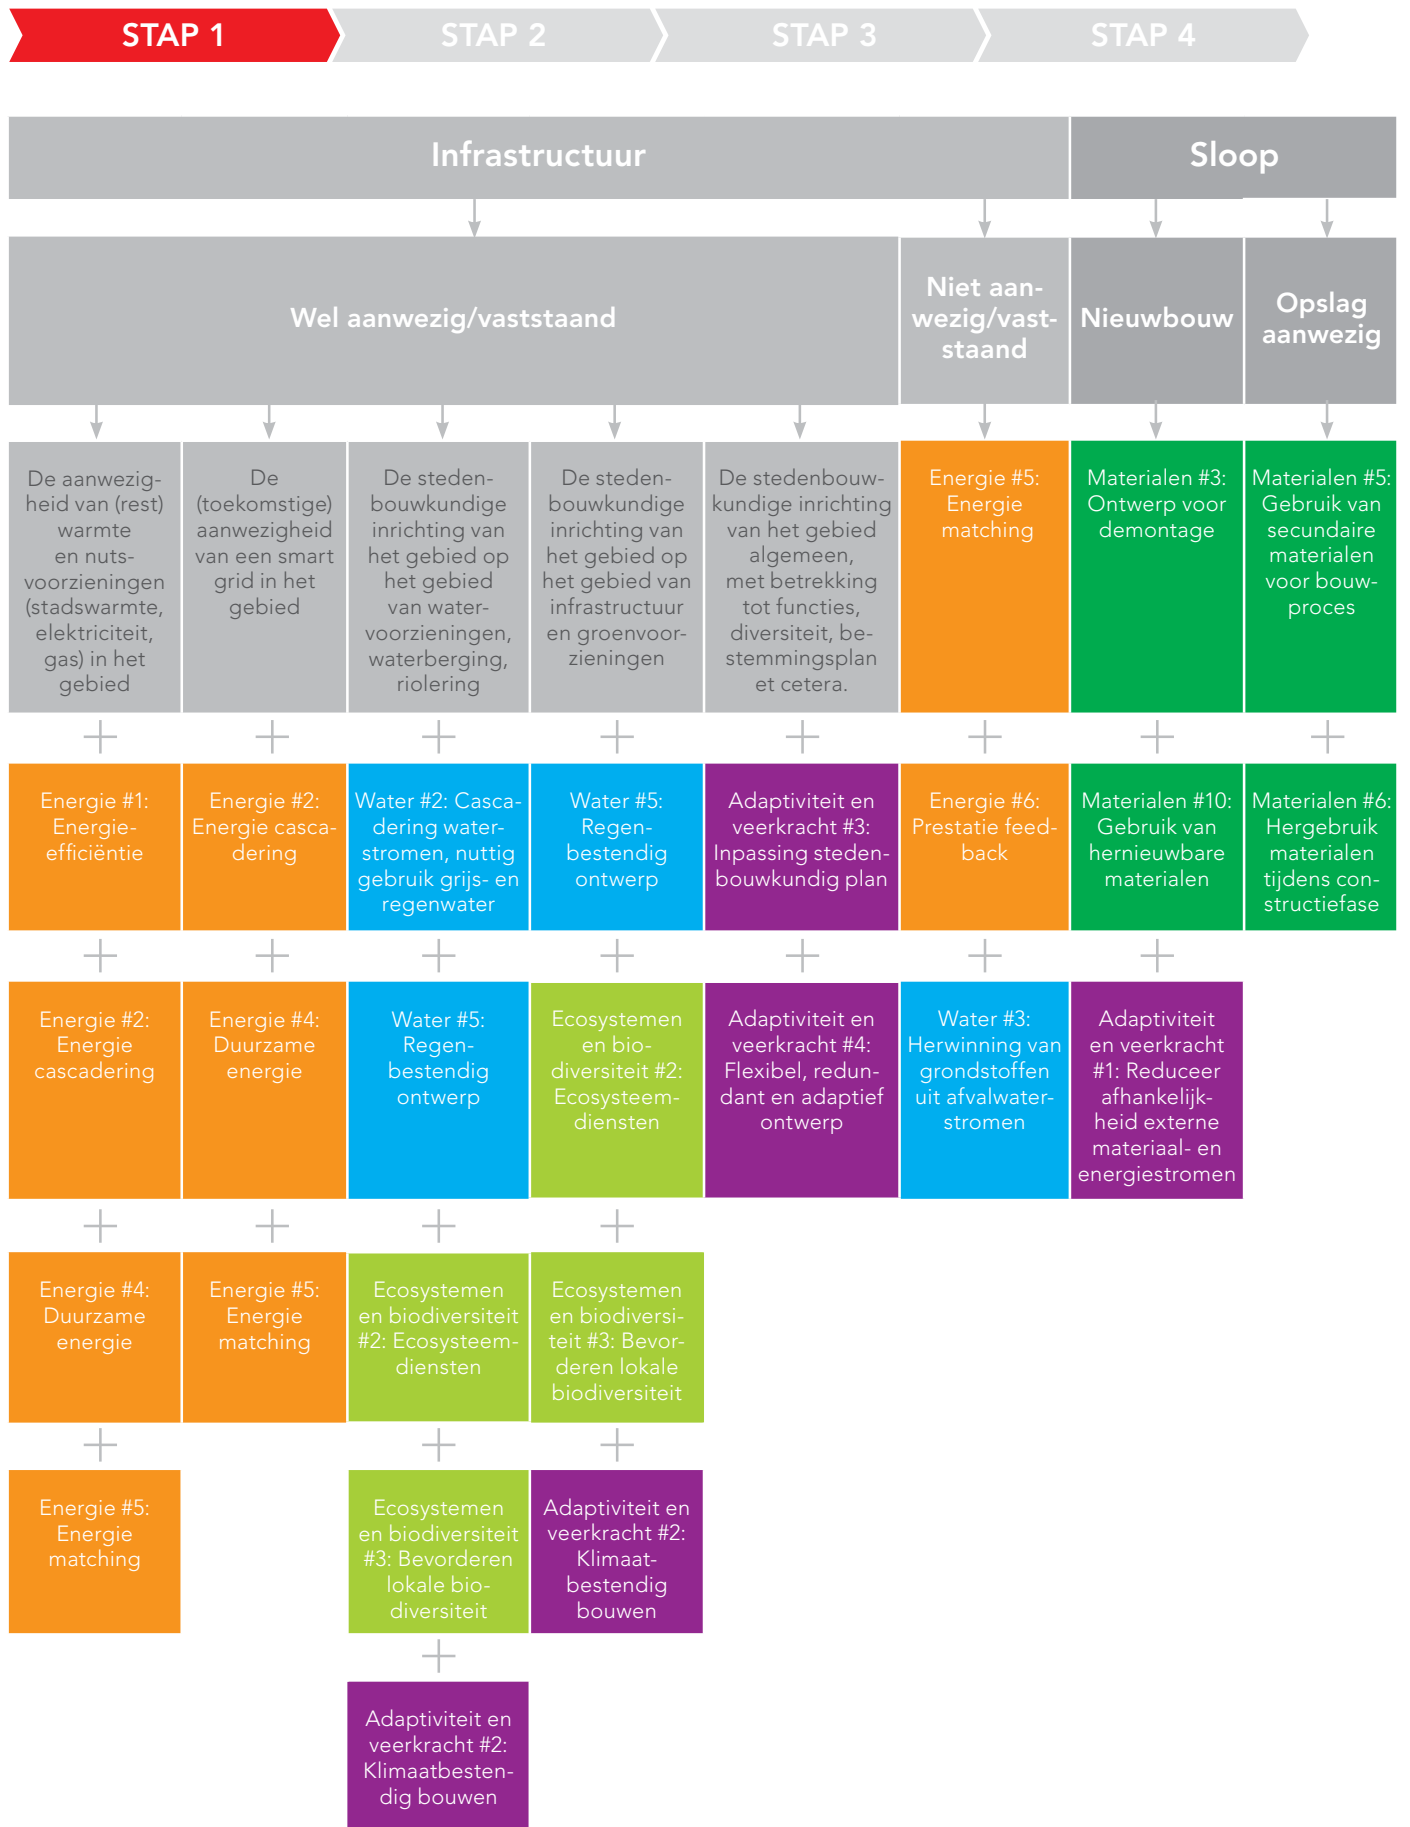 STAP 1
STAP 2
STAP 3
STAP 4
Infrastructuur
Sloop
Wel aanwezig/vaststaand
Niet aan-
wezig/vast-
staand
Nieuwbouw
Opslag
aanwezig
De aanwezig-
heid van (rest)
warmte
en nuts-
voorzieningen
(stadswarmte,
elektriciteit,
gas) in het
gebied
De
(toekomstige)
aanwezigheid
van een smart
grid in het
gebied
De steden-
bouwkundige
inrichting van
het gebied op
het gebied
van water-
voorzieningen,
waterberging,
riolering
De steden-
bouwkundige
inrichting van
het gebied op
het gebied van
infrastructuur
en groenvoor-
zieningen
De stedenbouw-
kundige inrichting
van het gebied
algemeen,
met betrekking
tot functies,
diversiteit, be-
stemmingsplan
et cetera.
Energie #5:
Energie
matching
Materialen #3:
Ontwerp voor
demontage
Materialen #5:
Gebruik van
secundaire
materialen
voor bouw-
proces
Energie #1:
Energie-
efficiëntie
Energie #2:
Energie casca-
dering
Water #2: Casca-
dering water-
stromen, nuttig
gebruik grijs- en
regenwater
Water #5:
Regen-
bestendig
ontwerp
Adaptiviteit en
veerkracht #3:
Inpassing steden-
bouwkundig plan
Energie #6:
Prestatie feed-
back
Materialen #10:
Gebruik van
hernieuwbare
materialen
Materialen #6:
Hergebruik
materialen
tijdens con-
structiefase
Energie #2:
Energie
cascadering
Energie #4:
Duurzame
energie
Water #5:
Regen-
bestendig
ontwerp
Ecosystemen
en bio-
diversiteit #2:
Ecosysteem-
diensten
Adaptiviteit en
veerkracht #4:
Flexibel, redun-
dant en adaptief
ontwerp
Water #3:
Herwinning van
grondstoffen
uit afvalwater-
stromen
Adaptiviteit
en veerkracht
#1: Reduceer
afhankelijk-
heid externe
materiaal- en
energiestromen
Energie #4:
Duurzame
energie
Energie #5:
Energie
matching
Ecosystemen
en biodiversiteit
#2: Ecosysteem-
diensten
Ecosystemen
en biodiversi-
teit #3: Bevor-
deren lokale
biodiversiteit
Energie #5:
Energie
matching
Ecosystemen
en biodiversiteit
#3: Bevorderen
lokale bio-
diversiteit
Adaptiviteit en
veerkracht #2:
Klimaat-
bestendig
bouwen
Adaptiviteit en
veerkracht #2:
Klimaatbesten-
dig bouwen